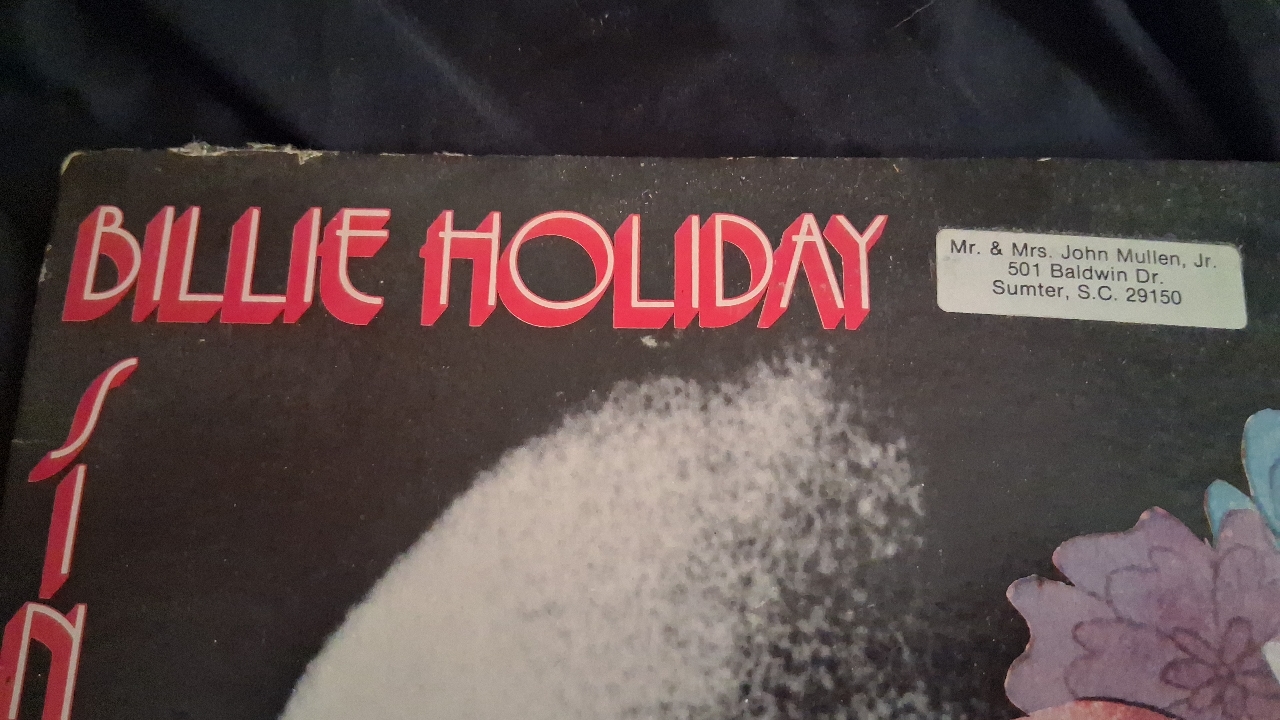 BILLIE HOLIDAY
Mr. & Mrs. John Mullen, Jr.
501 Baldwin Dr.
Sumter, S.C. 29150
S
I
N